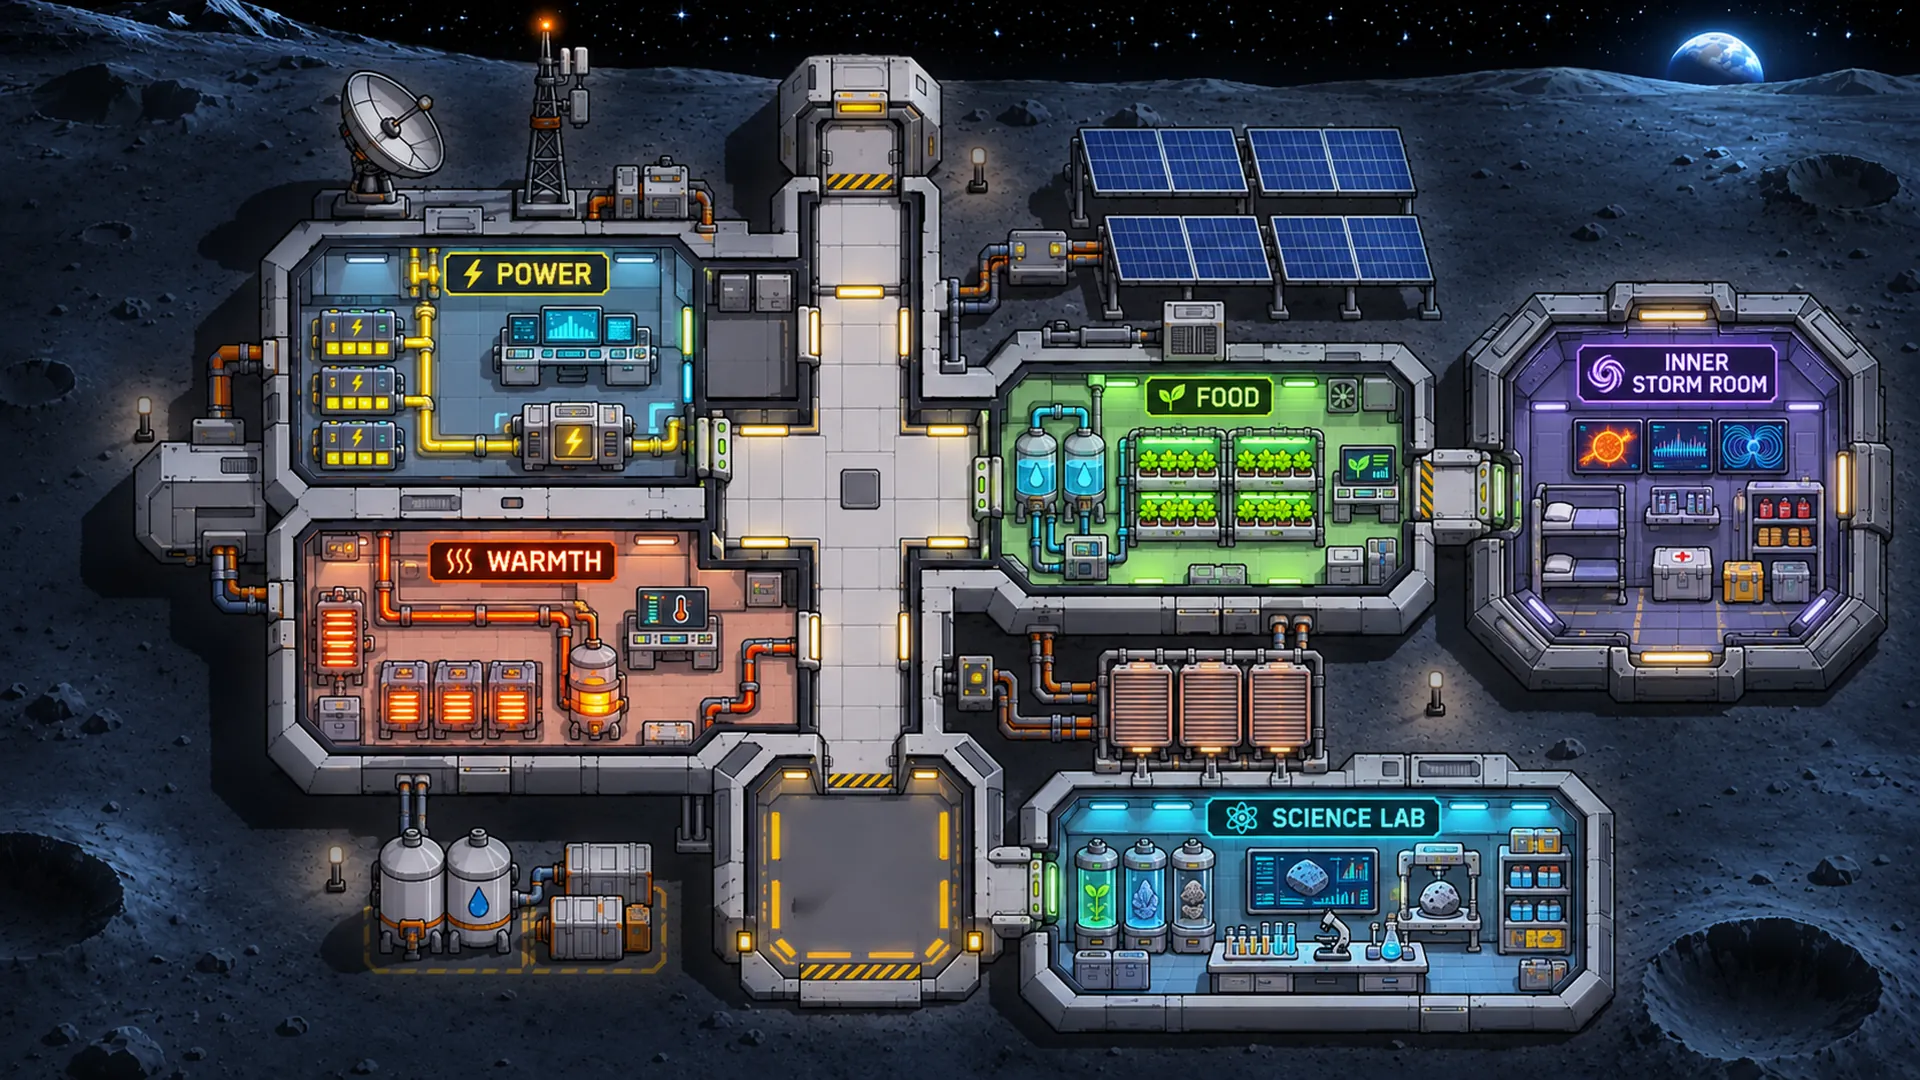 POWER
FOOD
INNER
STORM ROOM
WARMTH
SCIENCE LAB